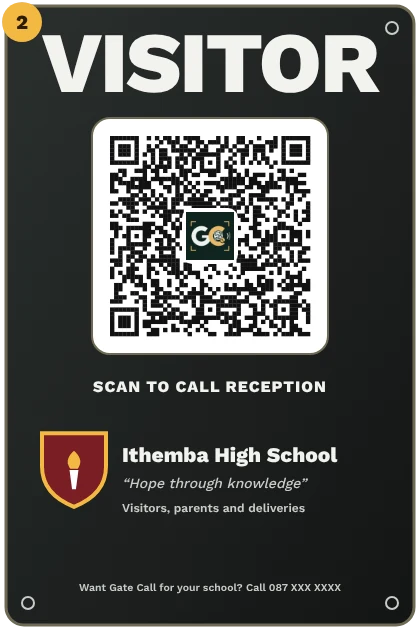 2
VISITOR
GC
SCAN TO CALL RECEPTION
Ithemba High School
“Hope through knowledge”
Visitors, parents and deliveries
Want Gate Call for your school? Call 087 XXX XXXX